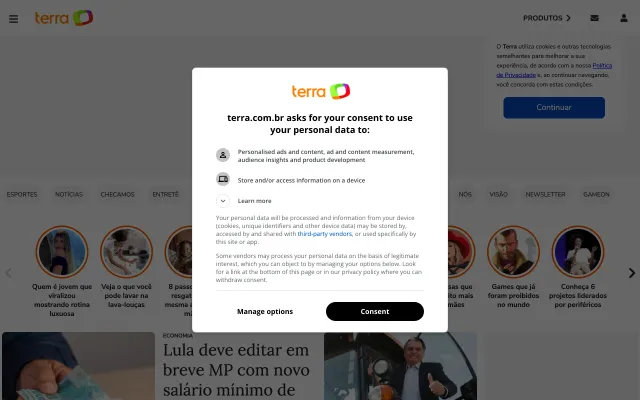 terra
PRODUTOS
O Terra utiliza cookies e outras tecnologias
semelhantes para melhorar a sua
experiência, de acordo com a nossa Política
de Privacidade e, ao continuar navegando,
você concorda com estas condições.
Continuar
terra
terra.com.br asks for your consent to use
your personal data to:
Personalised ads and content, ad and content measurement,
audience insights and product development
Store and/or access information on a device
Learn more
Your personal data will be processed and information from your device
(cookies, unique identifiers and other device data) may be stored by,
accessed by and shared with third-party vendors, or used specifically by
this site or app.
Some vendors may process your personal data on the basis of legitimate
interest, which you can object to by managing your options below. Look
for a link at the bottom of this page or in our privacy policy where you can
withdraw consent.
Manage options
Consent
ESPORTES
NOTÍCIAS
CHECAMOS
ENTRETÊ
NÓS
VISÃO
NEWSLETTER
GAMEON
Quem é jovem que
viralizou
mostrando rotina
luxuosa
Veja o que você
pode lavar na
lava-louças
8 passo
resgat
mesma
Games que já
foram proibidos
no mundo
Conheça 6
projetos liderados
por periféricos
ECONOMIA
Lula deve editar em
breve MP com novo
salário mínimo de